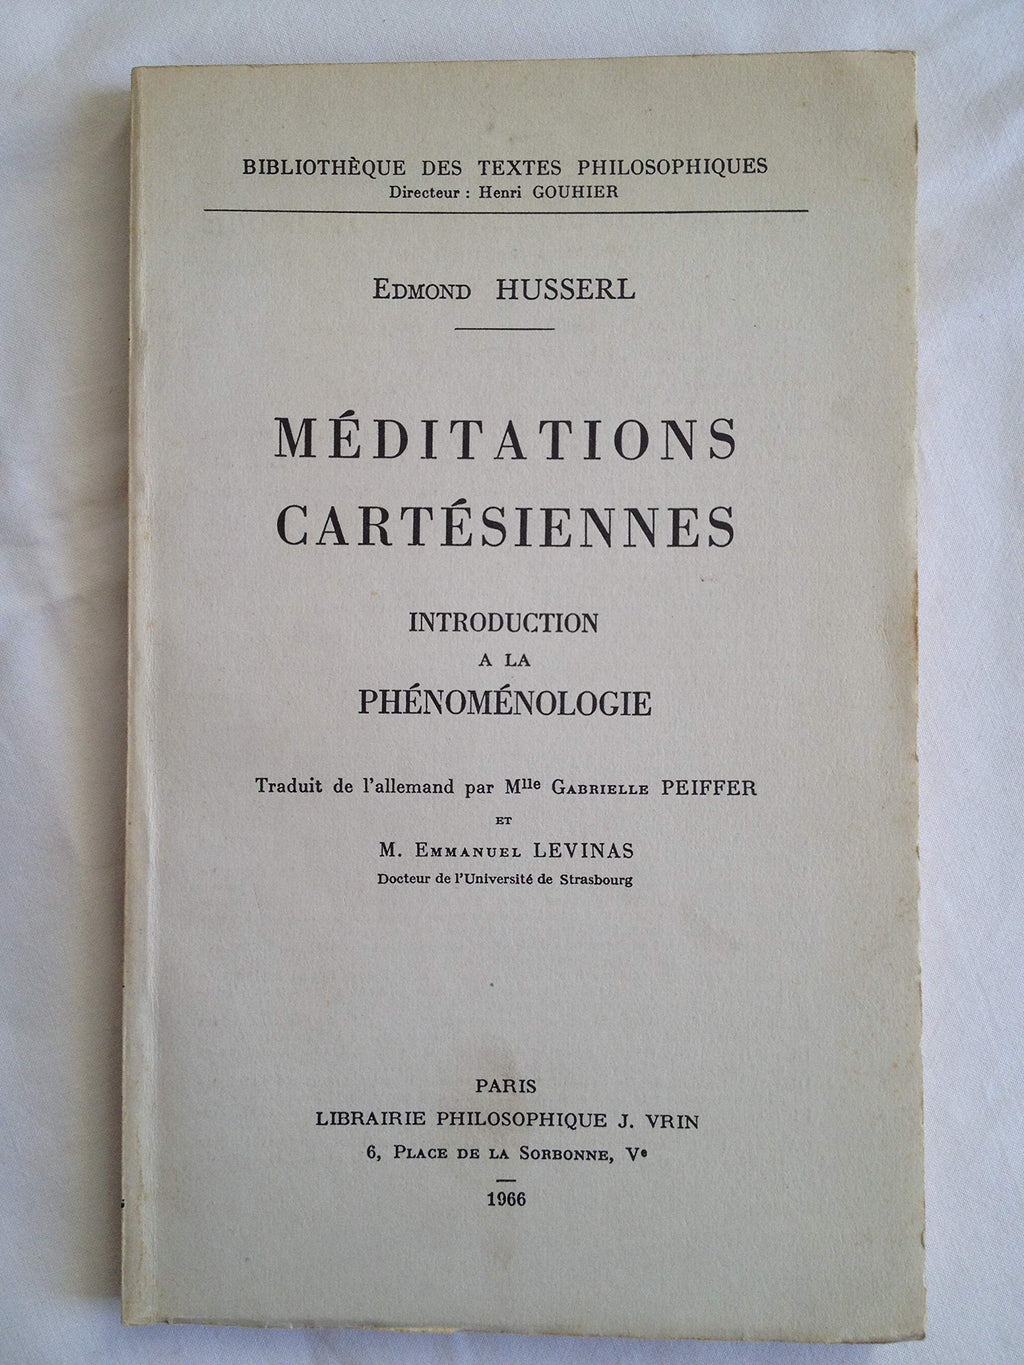 BIBLIOTHÈQUE DES TEXTES PHILOSOPHIQUES
Directeur : Henri GOUHIER
EDMOND HUSSERL
MÉDITATIONS
CARTÉSIENNES
INTRODUCTION
A LA
PHÉNOMÉNOLOGIE
Traduit de l'allemand par Mlle GABRIELLE PEIFFER
ET
M. EMMANUEL LEVINAS
Docteur de l'Université de Strasbourg
PARIS
LIBRAIRIE PHILOSOPHIQUE J. VRIN
6, PLACE DE LA SORBONNE, Ve
1966